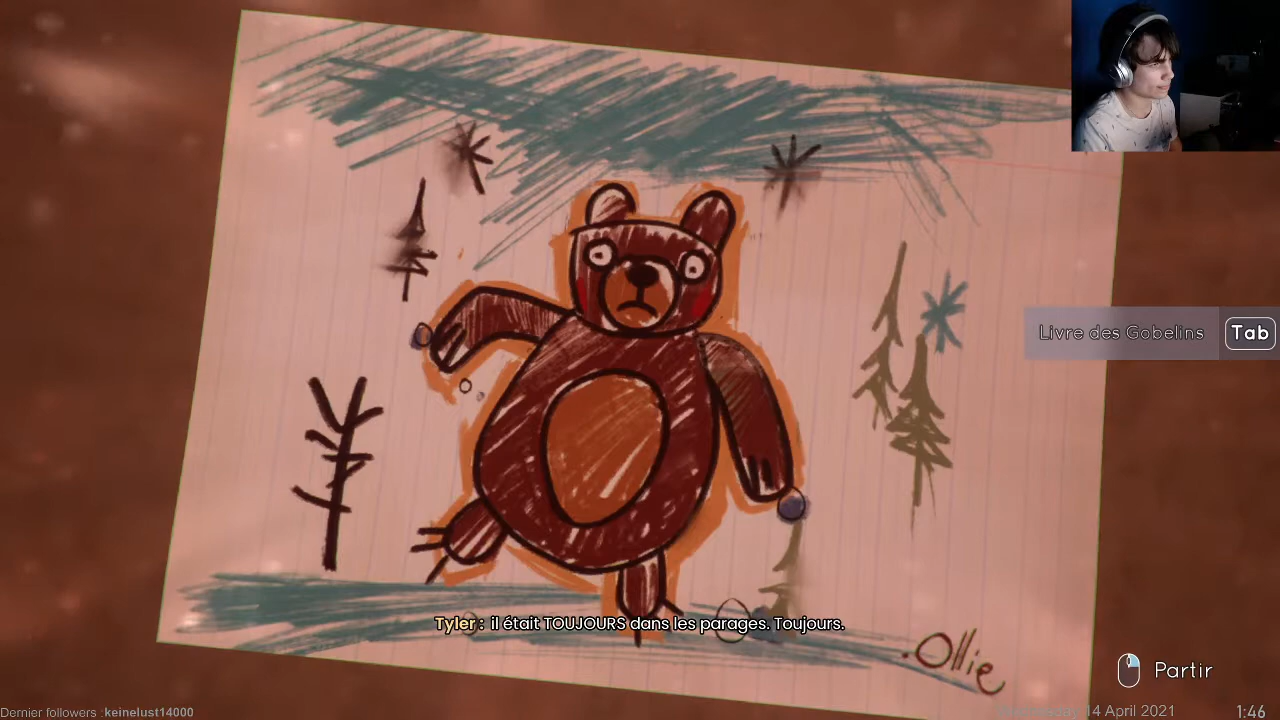 Livre des Gobelins Tab
Tyler : il était TOUJOURS dans les parages. Toujours.
.Ollie
Partir
Dernier followers :keinelust14000
Wednesday, 14 April 2021
1:46